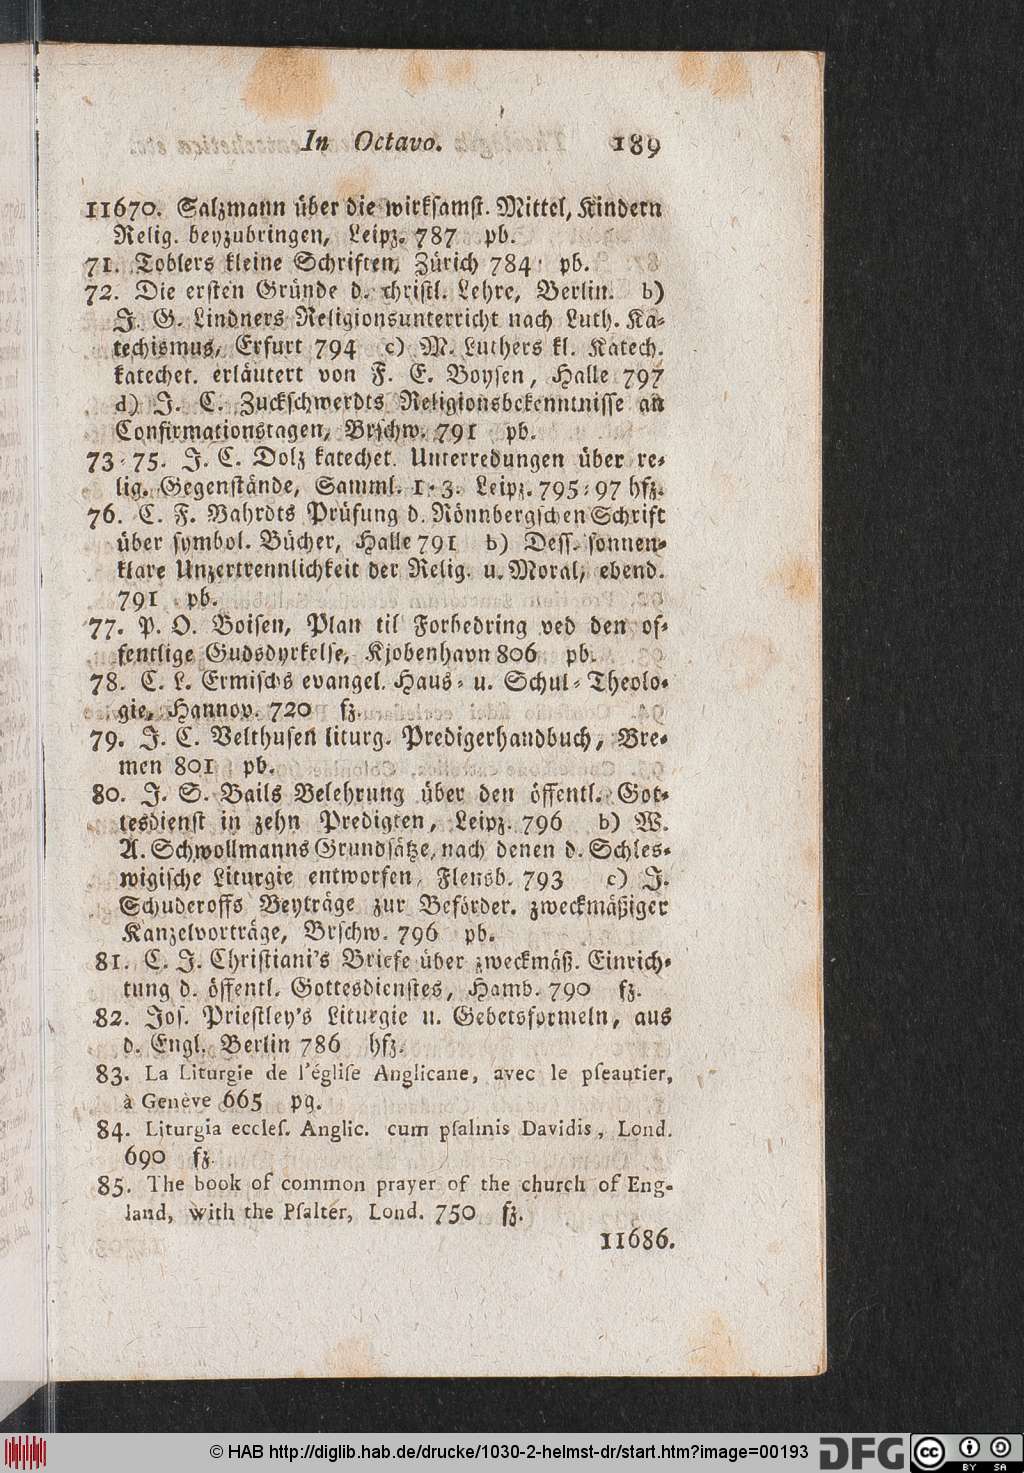 In Octavo. 189
11670. Salzmann über die wirksamst. Mittel, Kindern
Relig. beyzubringen, Leipz. 787 pb.
71. Toblers kleine Schriften, Zürich 784 pb.
72. Die ersten Gründe d. christl. Lehre, Berlin. b)
J. G. Lindners Religionsunterricht nach Luth. Ka⸗
techismus, Erfurt 794 c) M. Luthers kl. Katech.
katechet. erläutert von F. E. Boysen, Halle 797
d) J. C. Zuckschwerdts Religionsbekenntnisse an
Confirmationstagen, Brschw. 791 pb.
73⸗75. J. C. Dolz katechet. Unterredungen über re⸗
lig. Gegenstände, Samml. 1⸗3. Leipz. 795⸗97 hfz.
76. C. F. Bahrdts Prüfung d. Rönnbergschen Schrift
über symbol. Bücher, Halle 791 b) Dess. sonnen⸗
klare Unzertrennlichkeit der Relig. u. Moral, ebend.
791 pb.
77. P. O. Boisen, Plan til Forbedring ved den of⸗
fentlige Gudsdyrkelse, Kjobenhavn 806 pb.
78. C. L. Ermischs evangel. Haus⸗ u. Schul⸗Theolo⸗
gie, Hannov. 720 fz.
79. J. C. Velthusen liturg. Predigerhandbuch, Bre⸗
men 801 pb.
80. J. S. Bails Belehrung über den öffentl. Got⸗
tesdienst in zehn Predigten, Leipz. 796 b) W.
A. Schwollmanns Grundsätze, nach denen d. Schles⸗
wigische Liturgie entworfen, Flensb. 793 c) J.
Schuderoffs Beyträge zur Beförder. zweckmäßiger
Kanzelvorträge, Brschw. 796 pb.
81. C. J. Christiani's Briefe über zweckmäß. Einrich⸗
tung d. öffentl. Gottesdienstes, Hamb. 790 fz.
82. Jos. Priestley's Liturgie u. Gebetsformeln, aus
d. Engl. Berlin 786 hfz.
83. La Liturgie de l'égliſe Anglicane, avec le pſeautier,
à Genève 665 pg.
84. Liturgia eccleſ. Anglic. cum pſalmis Davidis, Lond.
690 fz.
85. The book of common prayer of the church of Eng-
land, with the Pſalter, Lond. 750 fz.
11686.
© HAB http://diglib.hab.de/drucke/1030-2-helmst-dr/start.htm?image=00193
DFG
cc BY SA